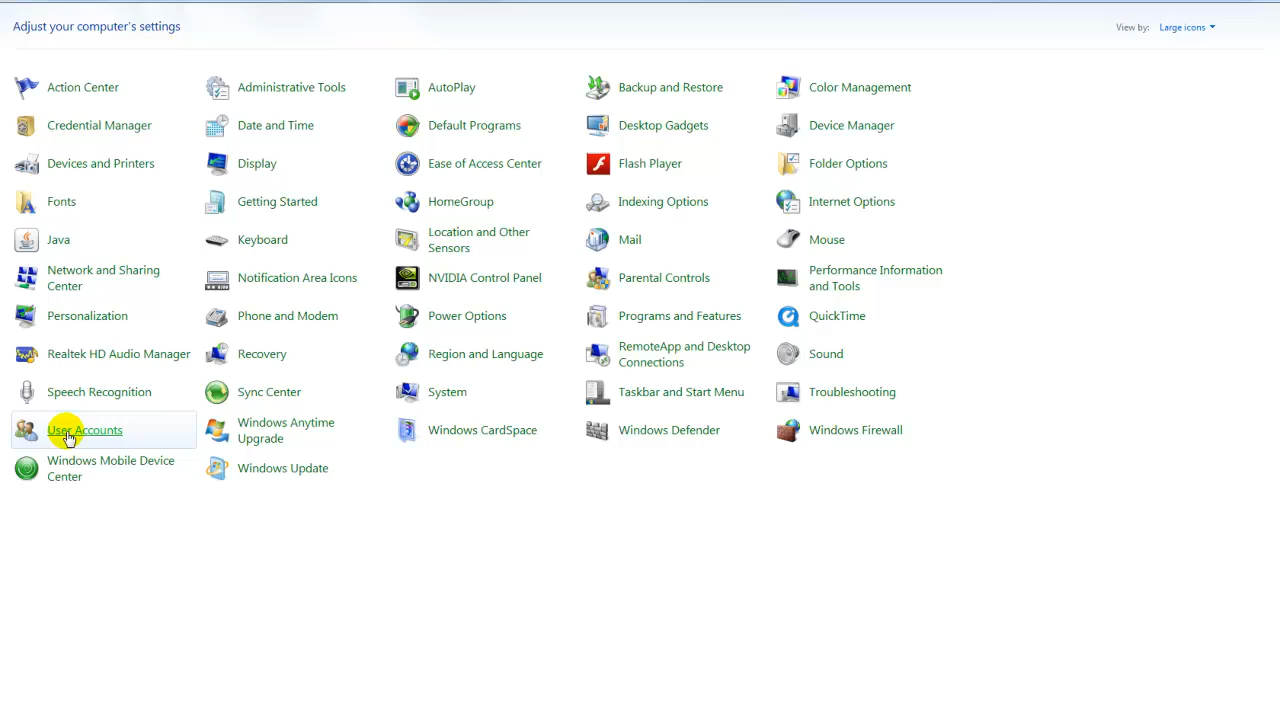 Adjust your computer's settings
View by: Large icons
Action Center
Administrative Tools
AutoPlay
Backup and Restore
Color Management
Credential Manager
Date and Time
Default Programs
Desktop Gadgets
Device Manager
Devices and Printers
Display
Ease of Access Center
Flash Player
Folder Options
Fonts
Getting Started
HomeGroup
Indexing Options
Internet Options
Java
Keyboard
Location and Other
Sensors
Mail
Mouse
Network and Sharing
Center
Notification Area Icons
NVIDIA Control Panel
Parental Controls
Performance Information
and Tools
Personalization
Phone and Modem
Power Options
Programs and Features
QuickTime
Realtek HD Audio Manager
Recovery
Region and Language
RemoteApp and Desktop
Connections
Sound
Speech Recognition
Sync Center
System
Taskbar and Start Menu
Troubleshooting
User Accounts
Windows Anytime
Upgrade
Windows CardSpace
Windows Defender
Windows Firewall
Windows Mobile Device
Center
Windows Update